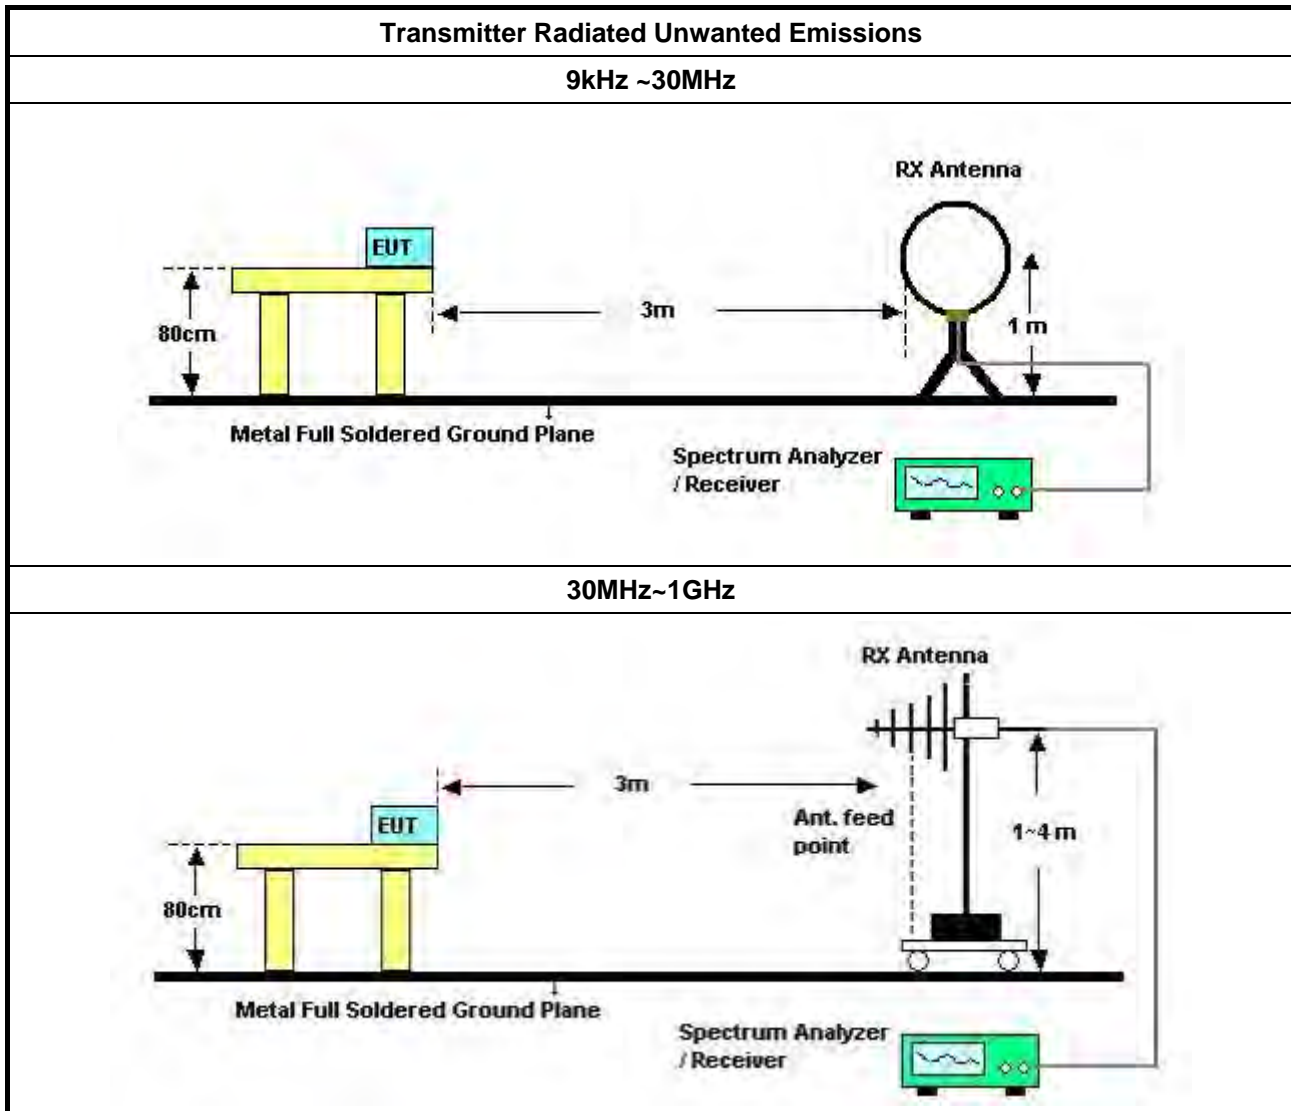 Transmitter Radiated Unwanted Emissions
9kHz ~30MHz
RX Antenna
EUT
3m
80cm
1 m
Metal Full Soldered Ground Plane
Spectrum Analyzer
/ Receiver
30MHz~1GHz
RX Antenna
3m
EUT
Ant. feed
point
1~4 m
80cm
Metal Full Soldered Ground Plane
Spectrum Analyzer
/ Receiver